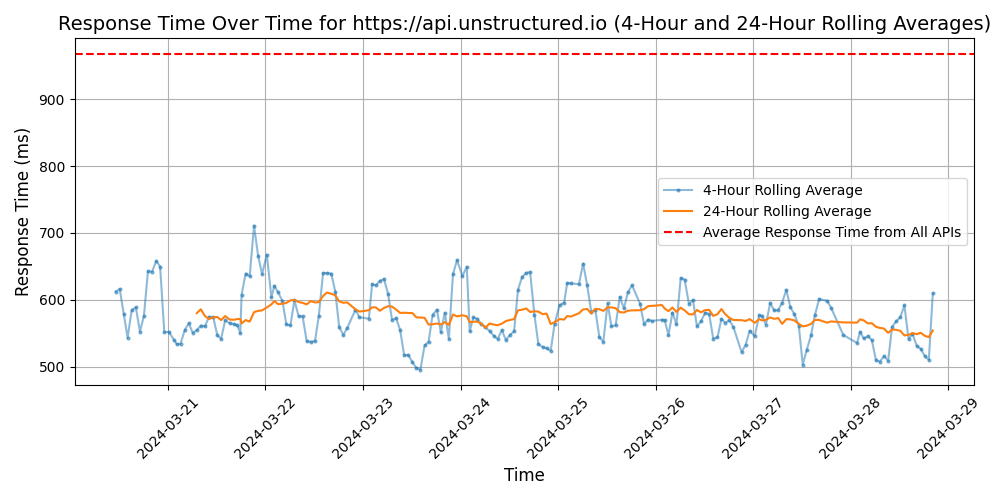 Response Time Over Time for https://api.unstructured.io (4-Hour and 24-Hour Rolling Averages)
Response Time (ms)
900
800
700
600
500
4-Hour Rolling Average
24-Hour Rolling Average
Average Response Time from All APIs
2024-03-21
2024-03-22
2024-03-23
2024-03-24
2024-03-25
2024-03-26
2024-03-27
2024-03-28
2024-03-29
Time